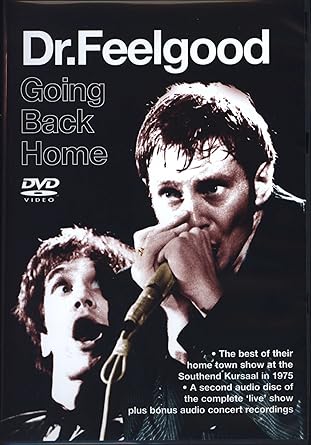 Dr.Feelgood
Going
Back
Home
DVD
VIDEO
• The best of their
home town show at the
Southend Kursaal in 1975
• A second audio disc of
the complete 'live' show
plus bonus audio concert recordings